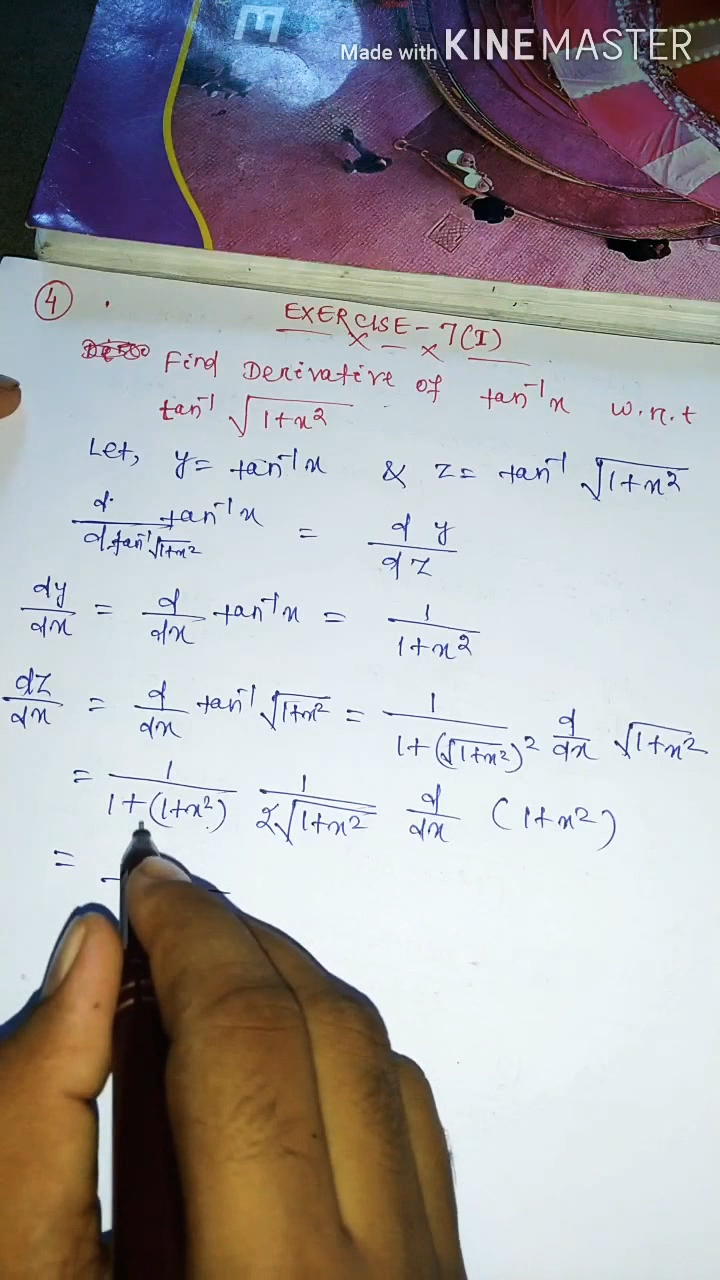 E
Made with KINEMASTER
④ .
EXERCISE - 7(I)
× — ×
Find Derivative of tan⁻¹x w.r.t
tan⁻¹ √(1+x²)
Let, y = tan⁻¹x & z = tan⁻¹ √(1+x²)
d/(d tan⁻¹√(1+x²)) tan⁻¹x = dy/dz
dy/dx = d/dx tan⁻¹x = 1/(1+x²)
dz/dx = d/dx tan⁻¹ √(1+x²) = 1/(1+(√(1+x²))²) d/dx √(1+x²)
= 1/(1+(1+x²)) 1/(2√(1+x²)) d/dx (1+x²)
=